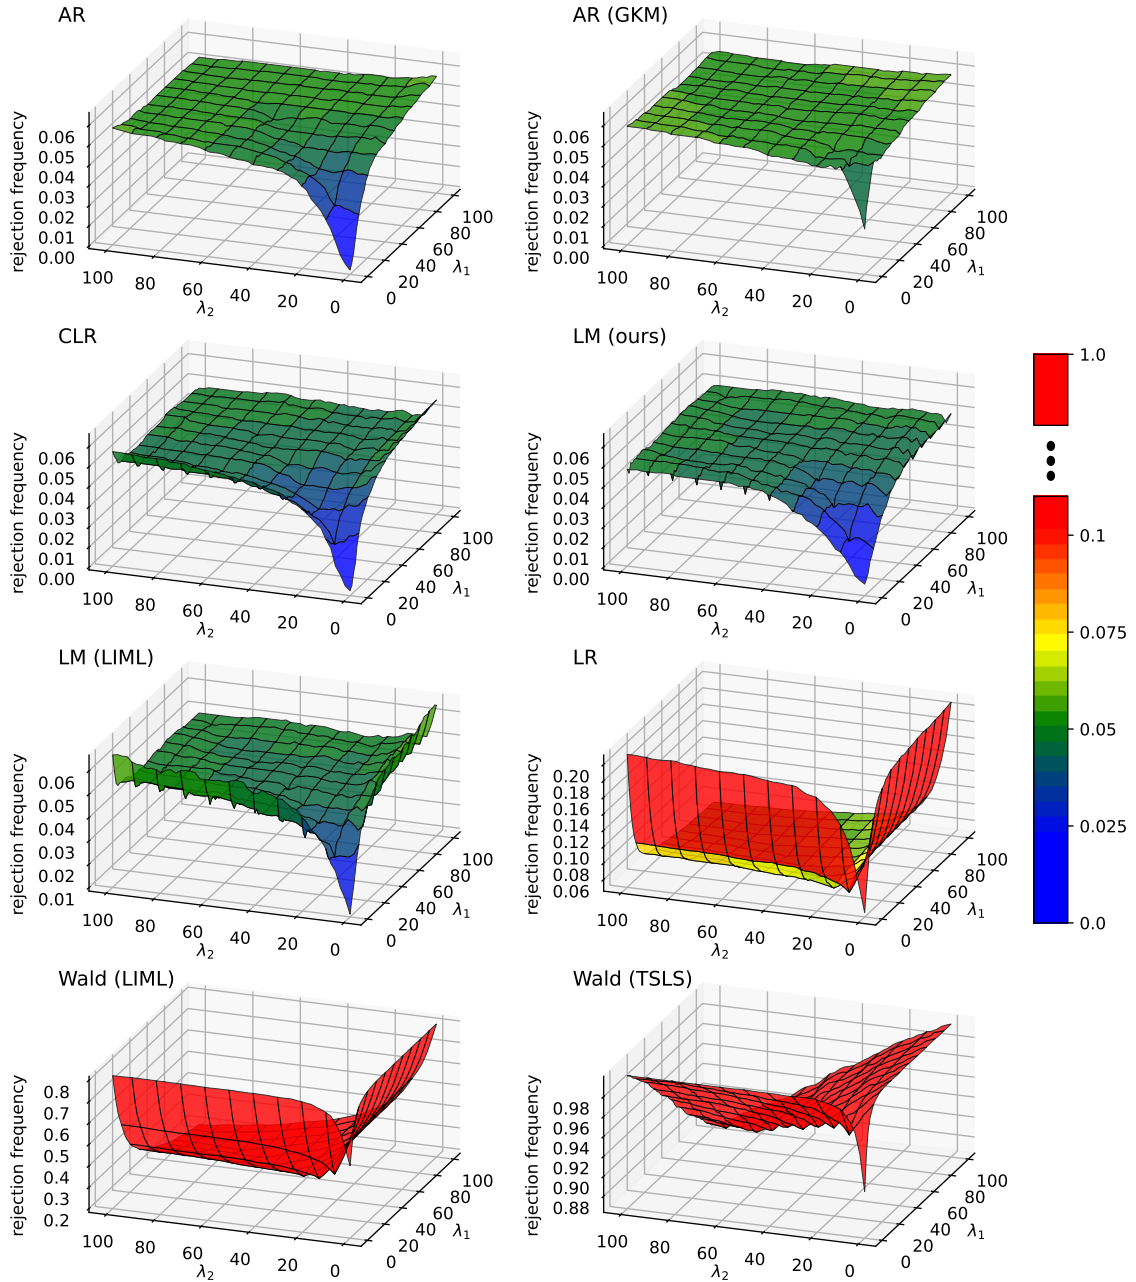 AR
rejection frequency
0.06
0.05
0.04
0.03
0.02
0.01
0.00
100 80 60 40 20 0
λ2
0 20 40 60 80 100
λ1
AR (GKM)
rejection frequency
0.06
0.05
0.04
0.03
0.02
0.01
0.00
100 80 60 40 20 0
λ2
0 20 40 60 80 100
λ1
CLR
rejection frequency
0.06
0.05
0.04
0.03
0.02
0.01
0.00
100 80 60 40 20 0
λ2
0 20 40 60 80 100
λ1
LM (ours)
rejection frequency
0.06
0.05
0.04
0.03
0.02
0.01
0.00
100 80 60 40 20 0
λ2
0 20 40 60 80 100
λ1
1.0
0.1
0.075
0.05
0.025
0.0
LM (LIML)
rejection frequency
0.06
0.05
0.04
0.03
0.02
0.01
100 80 60 40 20 0
λ2
0 20 40 60 80 100
λ1
LR
rejection frequency
0.20
0.18
0.16
0.14
0.12
0.10
0.08
0.06
100 80 60 40 20 0
λ2
0 20 40 60 80 100
λ1
Wald (LIML)
rejection frequency
0.8
0.7
0.6
0.5
0.4
0.3
0.2
100 80 60 40 20 0
λ2
0 20 40 60 80 100
λ1
Wald (TSLS)
rejection frequency
0.98
0.96
0.94
0.92
0.90
0.88
100 80 60 40 20 0
λ2
0 20 40 60 80 100
λ1